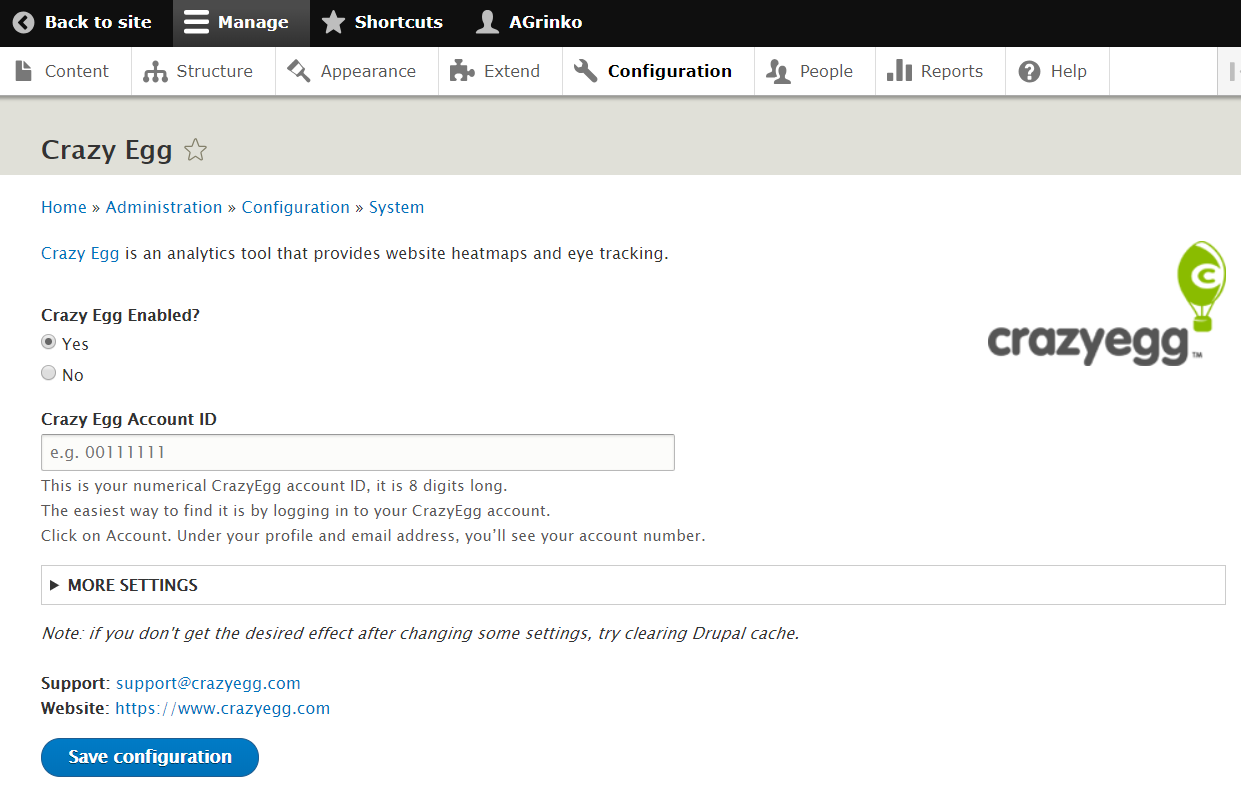 Back to site Manage Shortcuts AGrinko
Content Structure Appearance Extend Configuration People Reports Help
Crazy Egg
Home » Administration » Configuration » System
Crazy Egg is an analytics tool that provides website heatmaps and eye tracking.
crazyegg™
Crazy Egg Enabled?
Yes
No
Crazy Egg Account ID
e.g. 00111111
This is your numerical CrazyEgg account ID, it is 8 digits long.
The easiest way to find it is by logging in to your CrazyEgg account.
Click on Account. Under your profile and email address, you’ll see your account number.
MORE SETTINGS
Note: if you don't get the desired effect after changing some settings, try clearing Drupal cache.
Support: support@crazyegg.com
Website: https://www.crazyegg.com
Save configuration